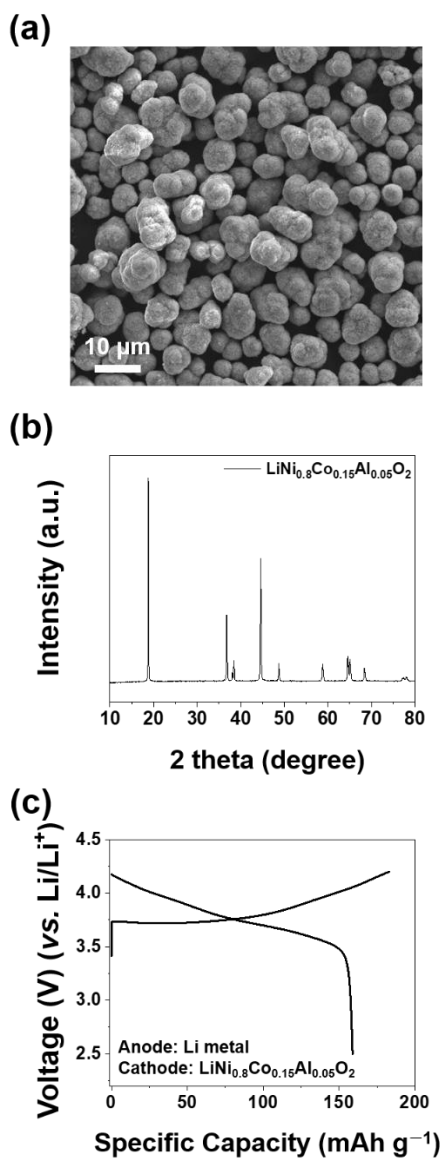 (a)
10 µm
(b)
Intensity (a.u.)
LiNi0.8Co0.15Al0.05O2
10 20 30 40 50 60 70 80
2 theta (degree)
(c)
Voltage (V) (vs. Li/Li+)
4.5
4.0
3.5
3.0
2.5
Anode: Li metal
Cathode: LiNi0.8Co0.15Al0.05O2
0 50 100 150 200
Specific Capacity (mAh g−1)